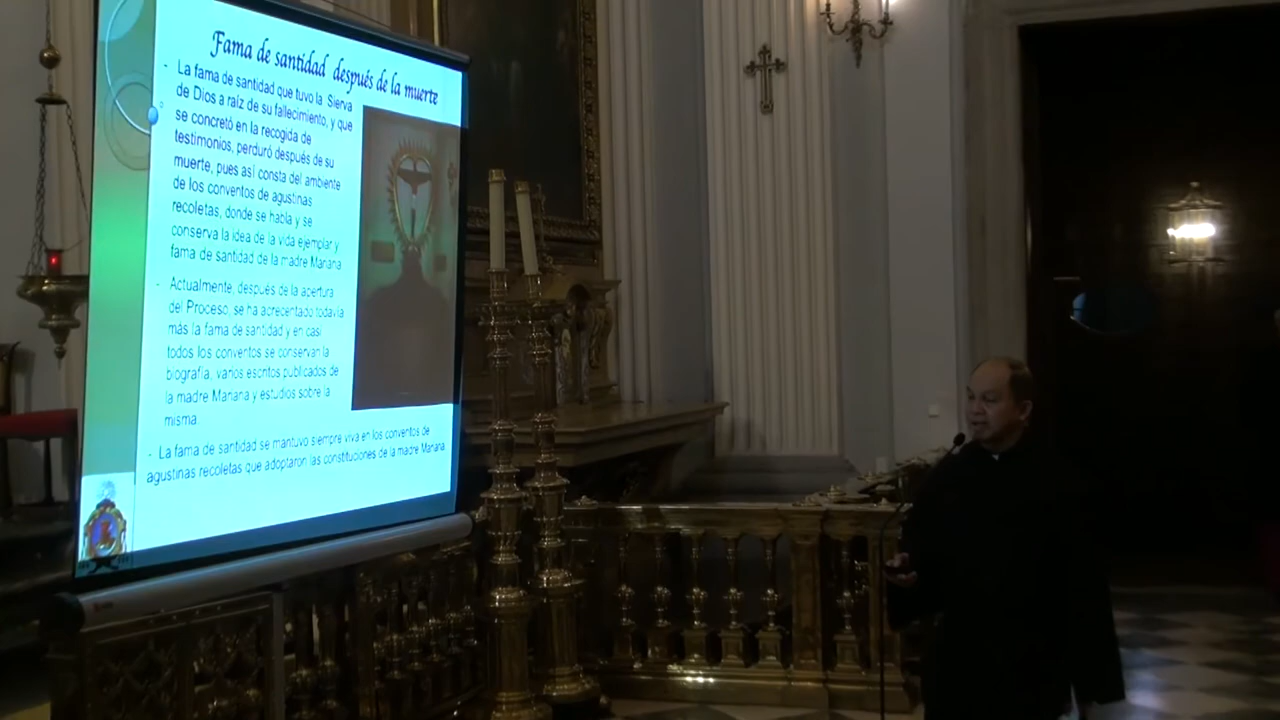 Fama de santidad después de la muerte
- La fama de santidad que tuvo la Sierva
de Dios a raíz de su fallecimiento, y que
se concretó en la recogida de
testimonios, perduró después de su
muerte, pues así consta del ambiente
de los conventos de agustinas
recoletas, donde se habla y se
conserva la idea de la vida ejemplar y
fama de santidad de la madre Mariana
- Actualmente, después de la apertura
del Proceso, se ha acrecentado todavía
más la fama de santidad y en casi
todos los conventos se conservan la
biografía, varios escritos publicados de
la madre Mariana y estudios sobre la
misma.
- La fama de santidad se mantuvo siempre viva en los conventos de
agustinas recoletas que adoptaron las constituciones de la madre Mariana